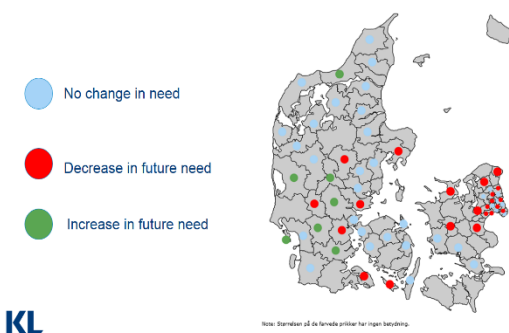 No change in need
Decrease in future need
Increase in future need
KL
Note: Størrelsen på de farvede prikker har ingen betydning.